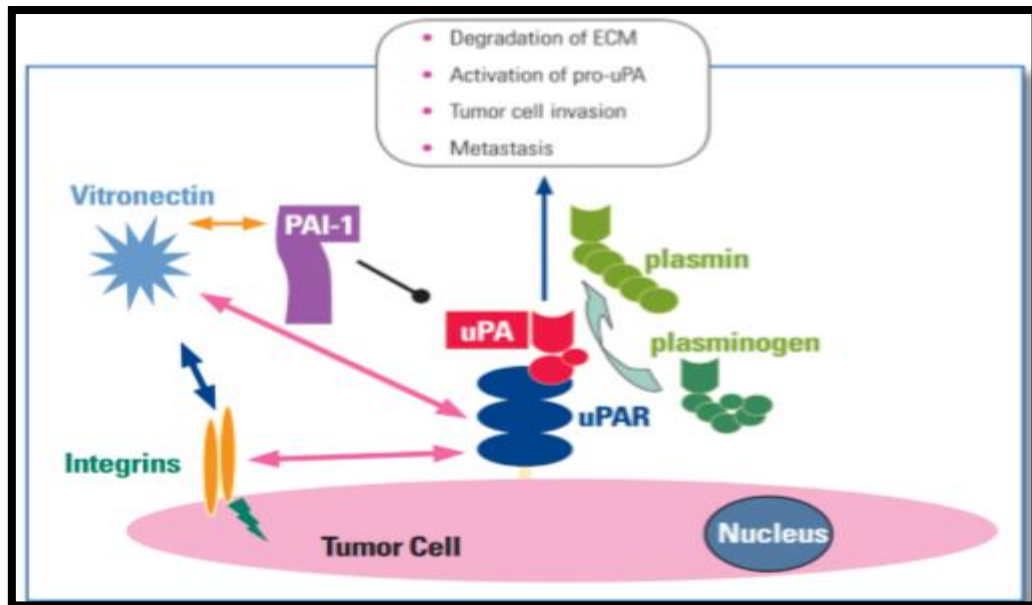 • Degradation of ECM
• Activation of pro-uPA
• Tumor cell invasion
• Metastasis
Vitronectin
PAI-1
plasmin
uPA
plasminogen
uPAR
Integrins
Tumor Cell
Nucleus